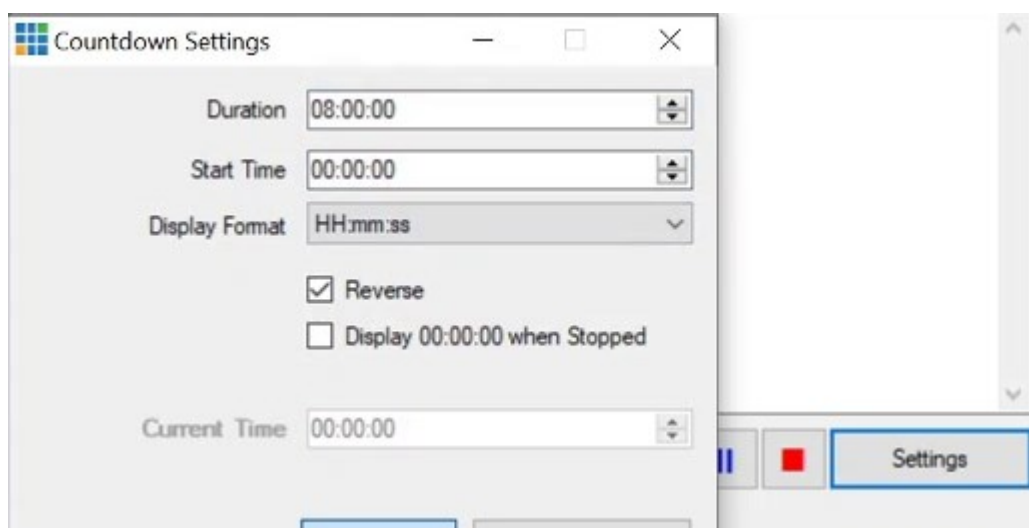 Countdown Settings
Duration 08:00:00
Start Time 00:00:00
Display Format HH:mm:ss
Reverse
Display 00:00:00 when Stopped
Current Time 00:00:00
Settings